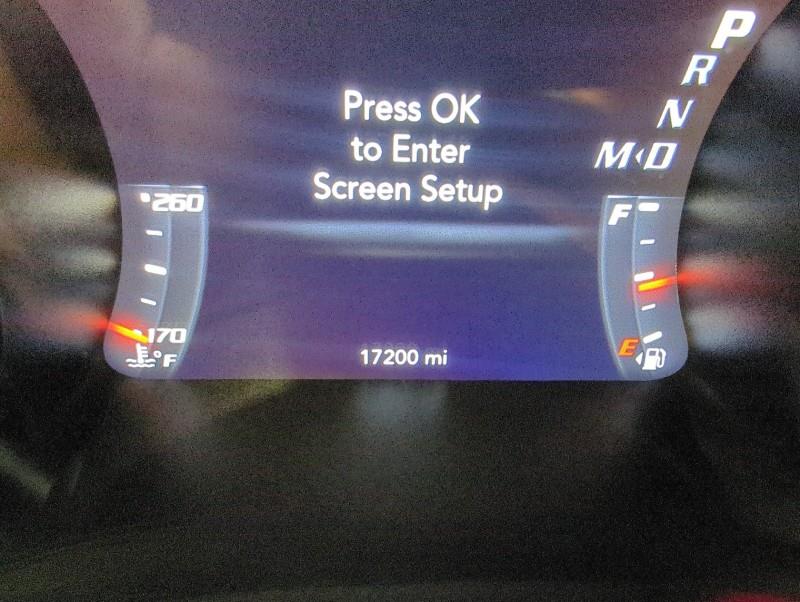 Press OK
to Enter
Screen Setup
P
R
N
M D
260
170
°F
F
E
17200 mi